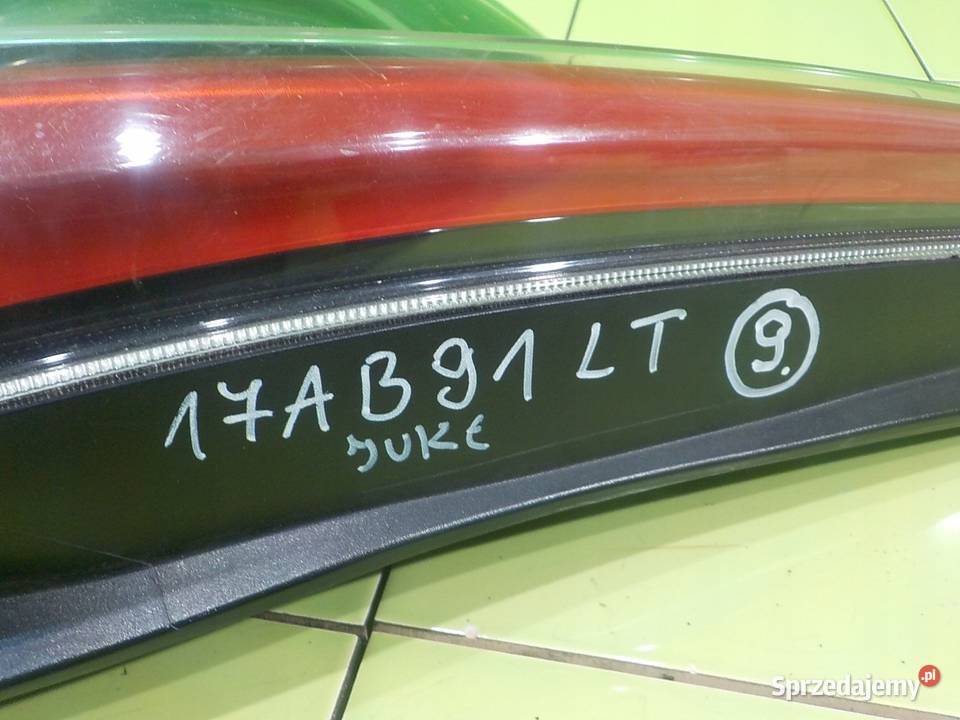 17AB91 LT 9.
JUKE
Sprzedajemy.pl